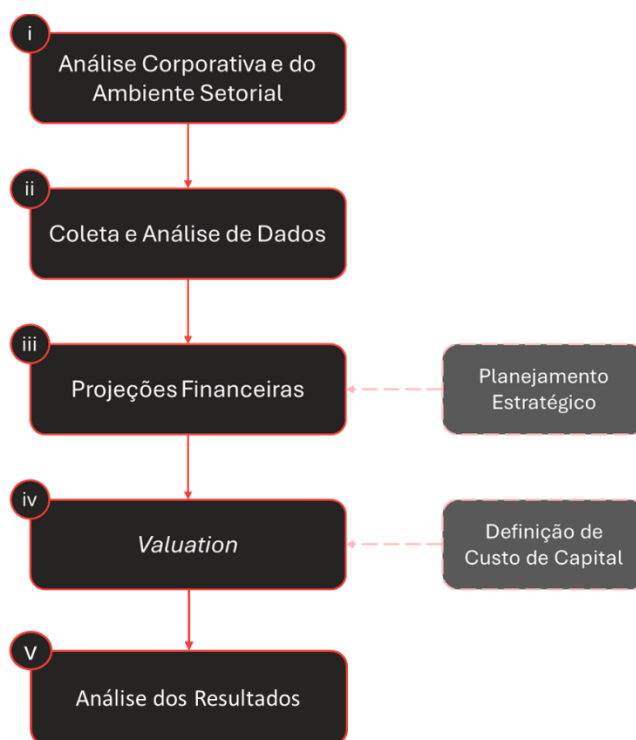 i
Análise Corporativa e do
Ambiente Setorial
ii
Coleta e Análise de Dados
iii
Projeções Financeiras
Planejamento
Estratégico
iv
Valuation
Definição de
Custo de Capital
v
Análise dos Resultados